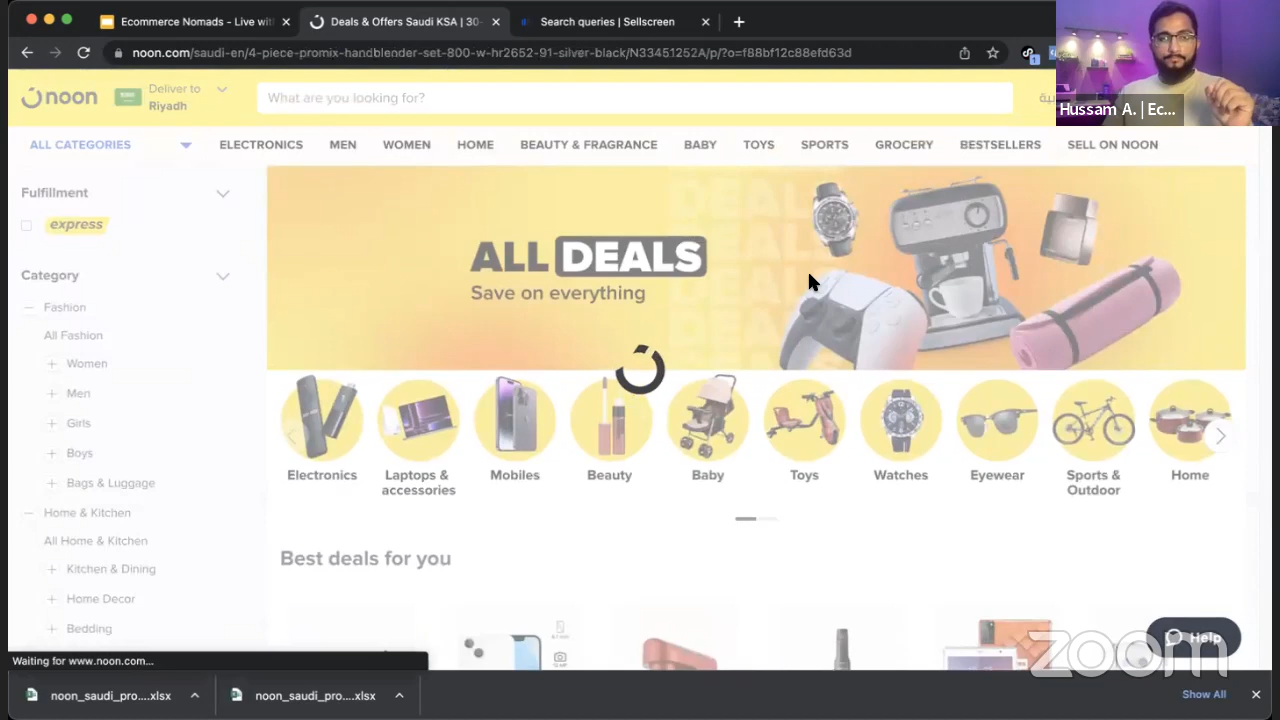 Ecommerce Nomads - Live wit
Deals & Offers Saudi KSA | 30-
Search queries | Sellscreen
noon.com/saudi-en/4-piece-promix-handblender-set-800-w-hr2652-91-silver-black/N33451252A/p/?o=f88bf12c88efd63d
Hussam A. | Ec...
noon
Deliver to
Riyadh
What are you looking for?
ALL CATEGORIES
ELECTRONICS
MEN
WOMEN
HOME
BEAUTY & FRAGRANCE
BABY
TOYS
SPORTS
GROCERY
BESTSELLERS
SELL ON NOON
Fulfillment
express
Category
Fashion
All Fashion
Women
Men
Girls
Boys
Bags & Luggage
Home & Kitchen
All Home & Kitchen
Kitchen & Dining
Home Decor
Bedding
DEALS
DEALS
DEALS
DEALS
DEALS
ALL DEALS
Save on everything
Electronics
Laptops &
accessories
Mobiles
Beauty
Baby
Toys
Watches
Eyewear
Sports &
Outdoor
Home
Best deals for you
Help
zoom
Waiting for www.noon.com...
noon_saudi_pro....xlsx
noon_saudi_pro....xlsx
Show All